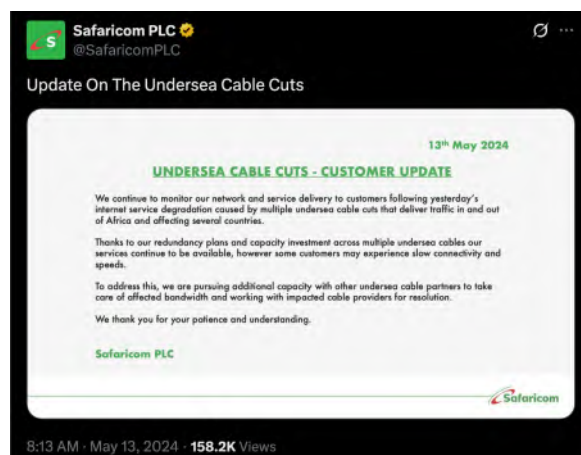 Safaricom PLC
@SafaricomPLC
Update On The Undersea Cable Cuts
13th May 2024
UNDERSEA CABLE CUTS - CUSTOMER UPDATE
We continue to monitor our network and service delivery to customers following yesterday's
internet service degradation caused by multiple undersea cable cuts that deliver traffic in and out
of Africa and affecting several countries.
Thanks to our redundancy plans and capacity investment across multiple undersea cables our
services continue to be available, however some customers may experience slow connectivity and
speeds.
To address this, we are pursuing additional capacity with other undersea cable partners to take
care of affected bandwidth and working with impacted cable providers for resolution.
We thank you for your patience and understanding.
Safaricom PLC
Safaricom
8:13 AM · May 13, 2024 · 158.2K Views